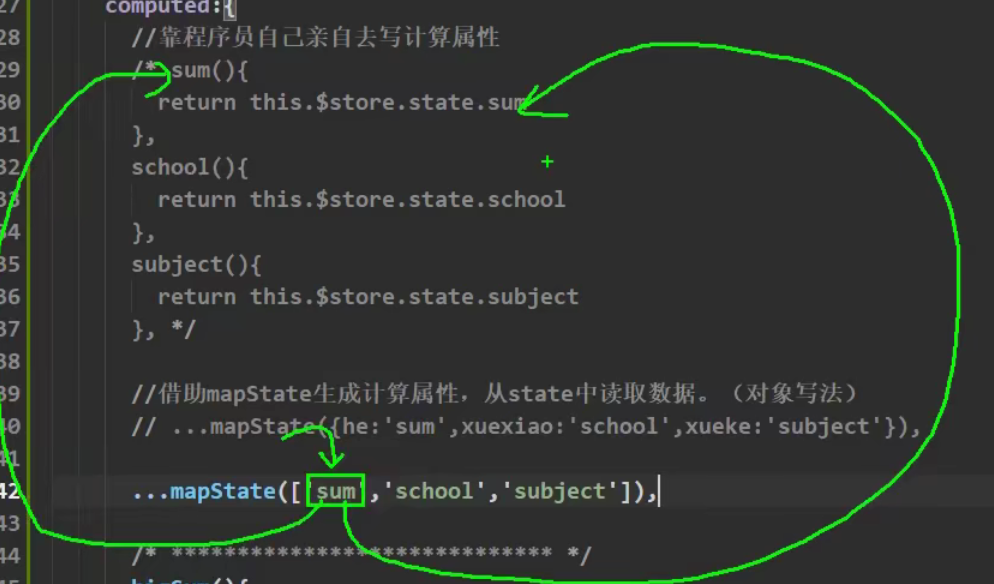 27 computed:{
28 //靠程序员自己亲自去写计算属性
29 /* sum(){
30 return this.$store.state.sum
31 },
32 school(){
33 return this.$store.state.school
34 },
35 subject(){
36 return this.$store.state.subject
37 }, */
38
39 //借助mapState生成计算属性，从state中读取数据。（对象写法）
40 // ...mapState({he:'sum',xuexiao:'school',xueke:'subject'}),
41
42 ...mapState(['sum','school','subject']),
43
44 /* ***************************** */
45 bigSum(){